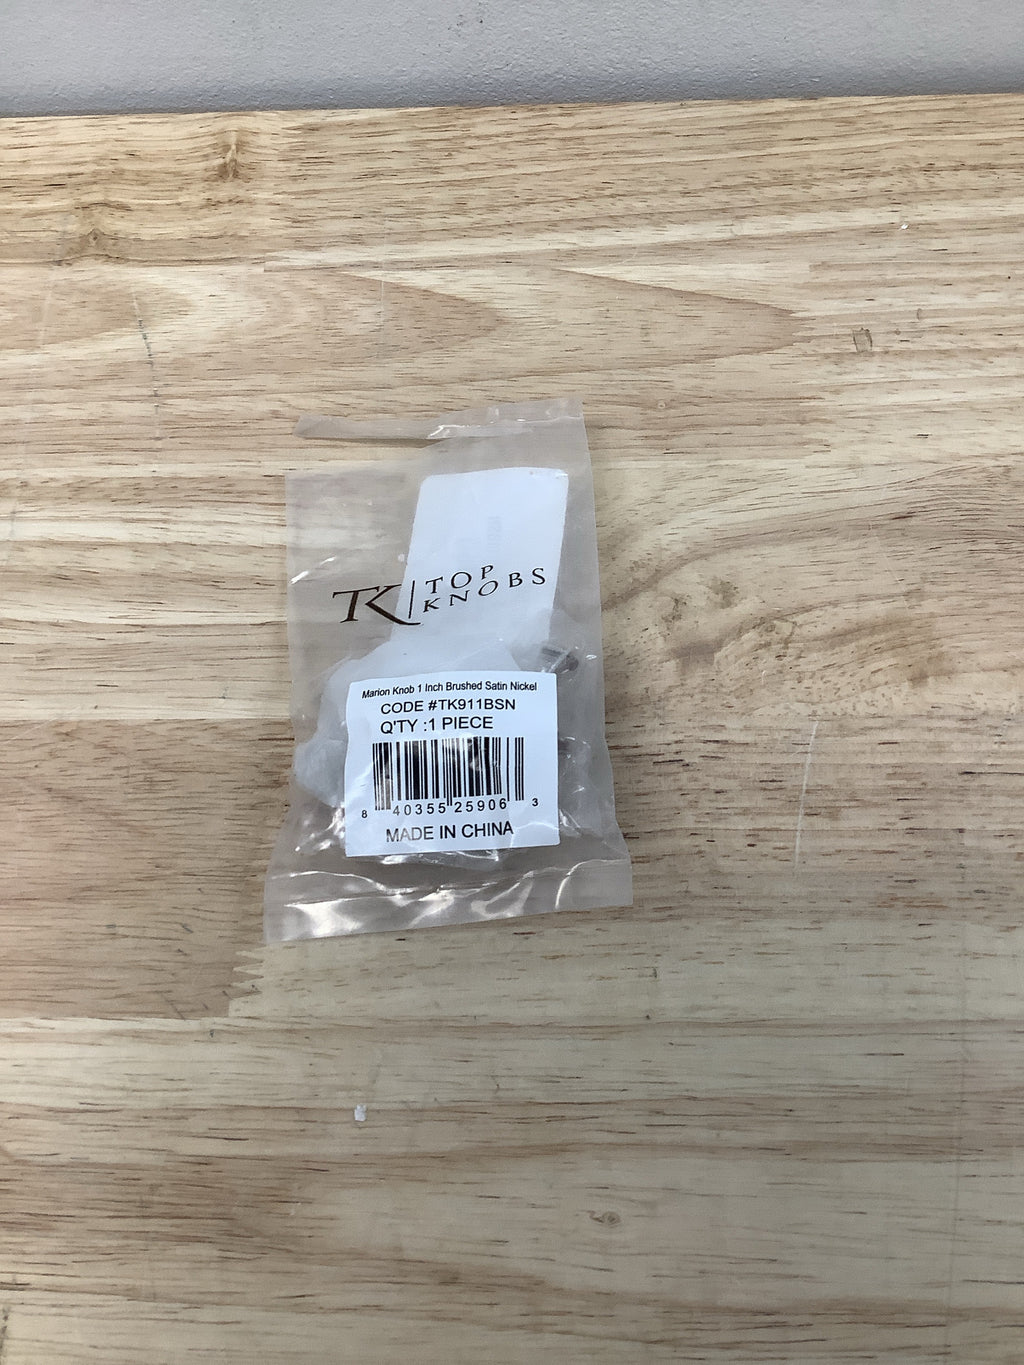 TK TOP
KNOBS
Marion Knob 1 Inch Brushed Satin Nickel
CODE #TK911BSN
Q'TY :1 PIECE
8 40355 25906 3
MADE IN CHINA